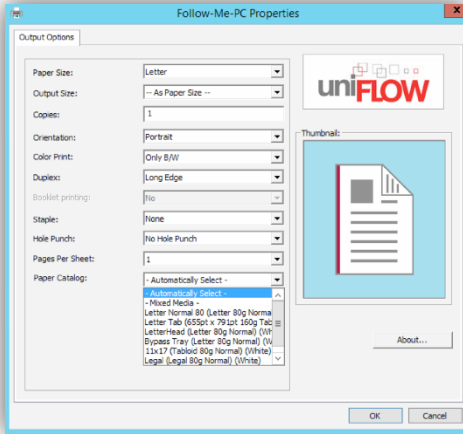 Follow-Me-PC Properties
x
Output Options
Paper Size: Letter
Output Size: -- As Paper Size --
Copies: 1
Orientation: Portrait
Color Print: Only B/W
Duplex: Long Edge
Booklet printing: No
Staple: None
Hole Punch: No Hole Punch
Pages Per Sheet: 1
Paper Catalog: - Automatically Select -
- Automatically Select -
- Mixed Media -
Letter Normal 80 (Letter 80g Norma
Letter Tab (655pt x 791pt 160g Tab
LetterHead (Letter 80g Normal) (Wh
Bypass Tray (Letter 80g Normal) (W
11x17 (Tabloid 80g Normal) (White)
Legal (Legal 80g Normal) (White)
uniFLOW
Thumbnail:
About...
OK Cancel